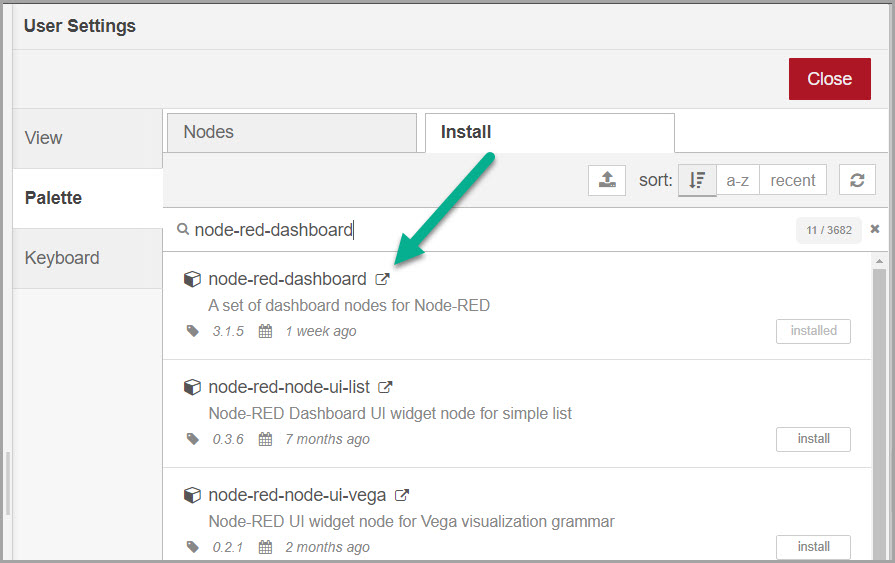 User Settings
Close
View
Palette
Keyboard
Nodes
Install
sort:
a-z
recent
node-red-dashboard
11 / 3682
node-red-dashboard
A set of dashboard nodes for Node-RED
3.1.5 1 week ago
installed
node-red-node-ui-list
Node-RED Dashboard UI widget node for simple list
0.3.6 7 months ago
install
node-red-node-ui-vega
Node-RED UI widget node for Vega visualization grammar
0.2.1 2 months ago
install